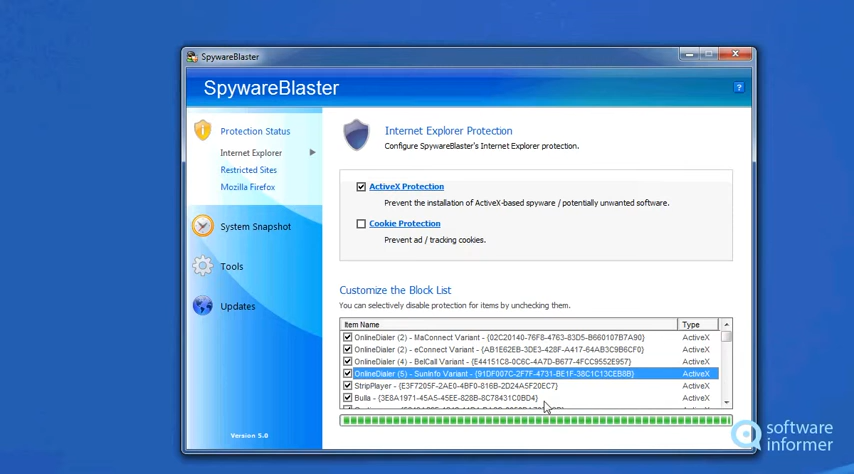 SpywareBlaster
SpywareBlaster
?
Protection Status
Internet Explorer
Restricted Sites
Mozilla Firefox
System Snapshot
Tools
Updates
Version 5.0
Internet Explorer Protection
Configure SpywareBlaster's Internet Explorer protection.
ActiveX Protection
Prevent the installation of ActiveX-based spyware / potentially unwanted software.
Cookie Protection
Prevent ad / tracking cookies.
Customize the Block List
You can selectively disable protection for items by unchecking them.
Item Name Type
OnlineDialer (2) - MaConnect Variant - {02C20140-76F8-4763-83D5-B660107B7A90} ActiveX
OnlineDialer (2) - eConnect Variant - {AB1E62EB-3DE3-428F-A417-64AB3C9B6CF0} ActiveX
OnlineDialer (4) - BelCall Variant - {E44151C8-0C6C-4A7D-B677-4FCC9552E957} ActiveX
OnlineDialer (5) - SunInfo Variant - {91DF007C-2F7F-4731-BE1F-38C1C13CEB8B} ActiveX
StripPlayer - {E3F7205F-2AE0-4BF0-816B-2D24A5F20EC7} ActiveX
Bulla - {3E8A1971-45A5-45EE-828B-8C78431C0BD4} ActiveX
software
informer